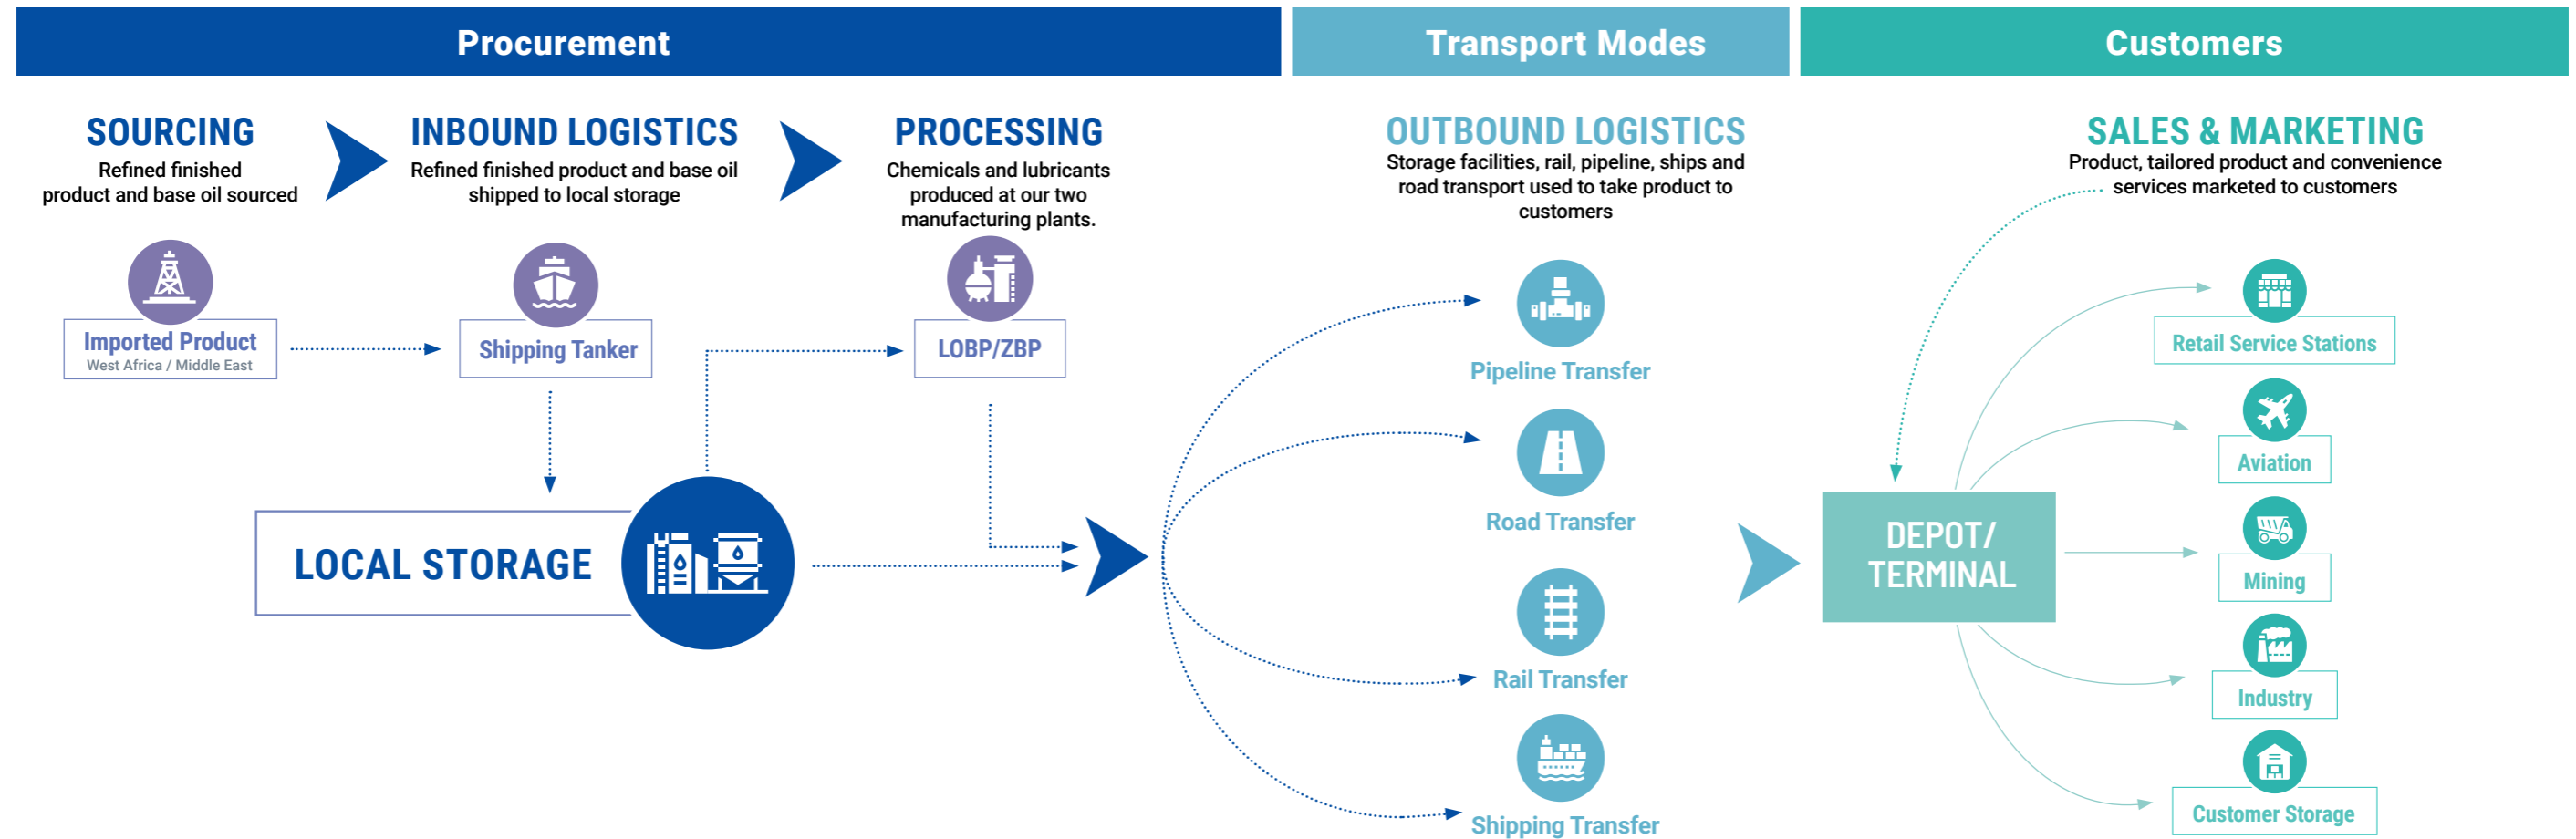 Procurement
Transport Modes
Customers
SOURCING
Refined finished
product and base oil sourced
INBOUND LOGISTICS
Refined finished product and base oil
shipped to local storage
PROCESSING
Chemicals and lubricants
produced at our two
manufacturing plants.
OUTBOUND LOGISTICS
Storage facilities, rail, pipeline, ships and
road transport used to take product to
customers
SALES & MARKETING
Product, tailored product and convenience
services marketed to customers
Imported Product
West Africa / Middle East
Shipping Tanker
LOBP/ZBP
LOCAL STORAGE
Pipeline Transfer
Road Transfer
Rail Transfer
Shipping Transfer
DEPOT/
TERMINAL
Retail Service Stations
Aviation
Mining
Industry
Customer Storage